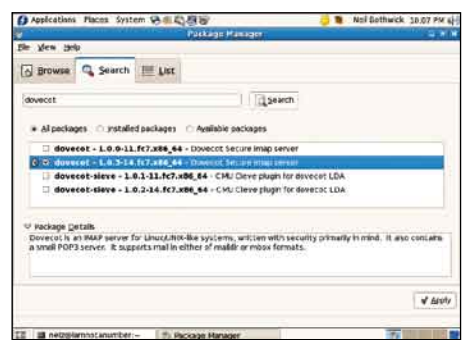 Applications Places System Nol Bothwick 10.07 PM
Package Manager
File View Help
Browse Search List
dovecot Search
All packages Installed packages Available packages
dovecot - 1.0.0-11.fc7.x86_64 - Dovecot Secure imap server
dovecot - 1.0.3-14.fc7.x86_64 - Dovecot Secure imap server
dovecot-sieve - 1.0.1-11.fc7.x86_64 - CMU Cieve plugin for dovecot LDA
dovecot-sieve - 1.0.2-14.fc7.x86_64 - CMU Cieve plugin for dovecot LDA
Package Details
Dovecot is an IMAP server for Linux/UNIX-like systems, written with security primarily in mind. It also contains
a small POP3 server. It supports mail in either of maildir or mbox formats.
Apply
Package Manager